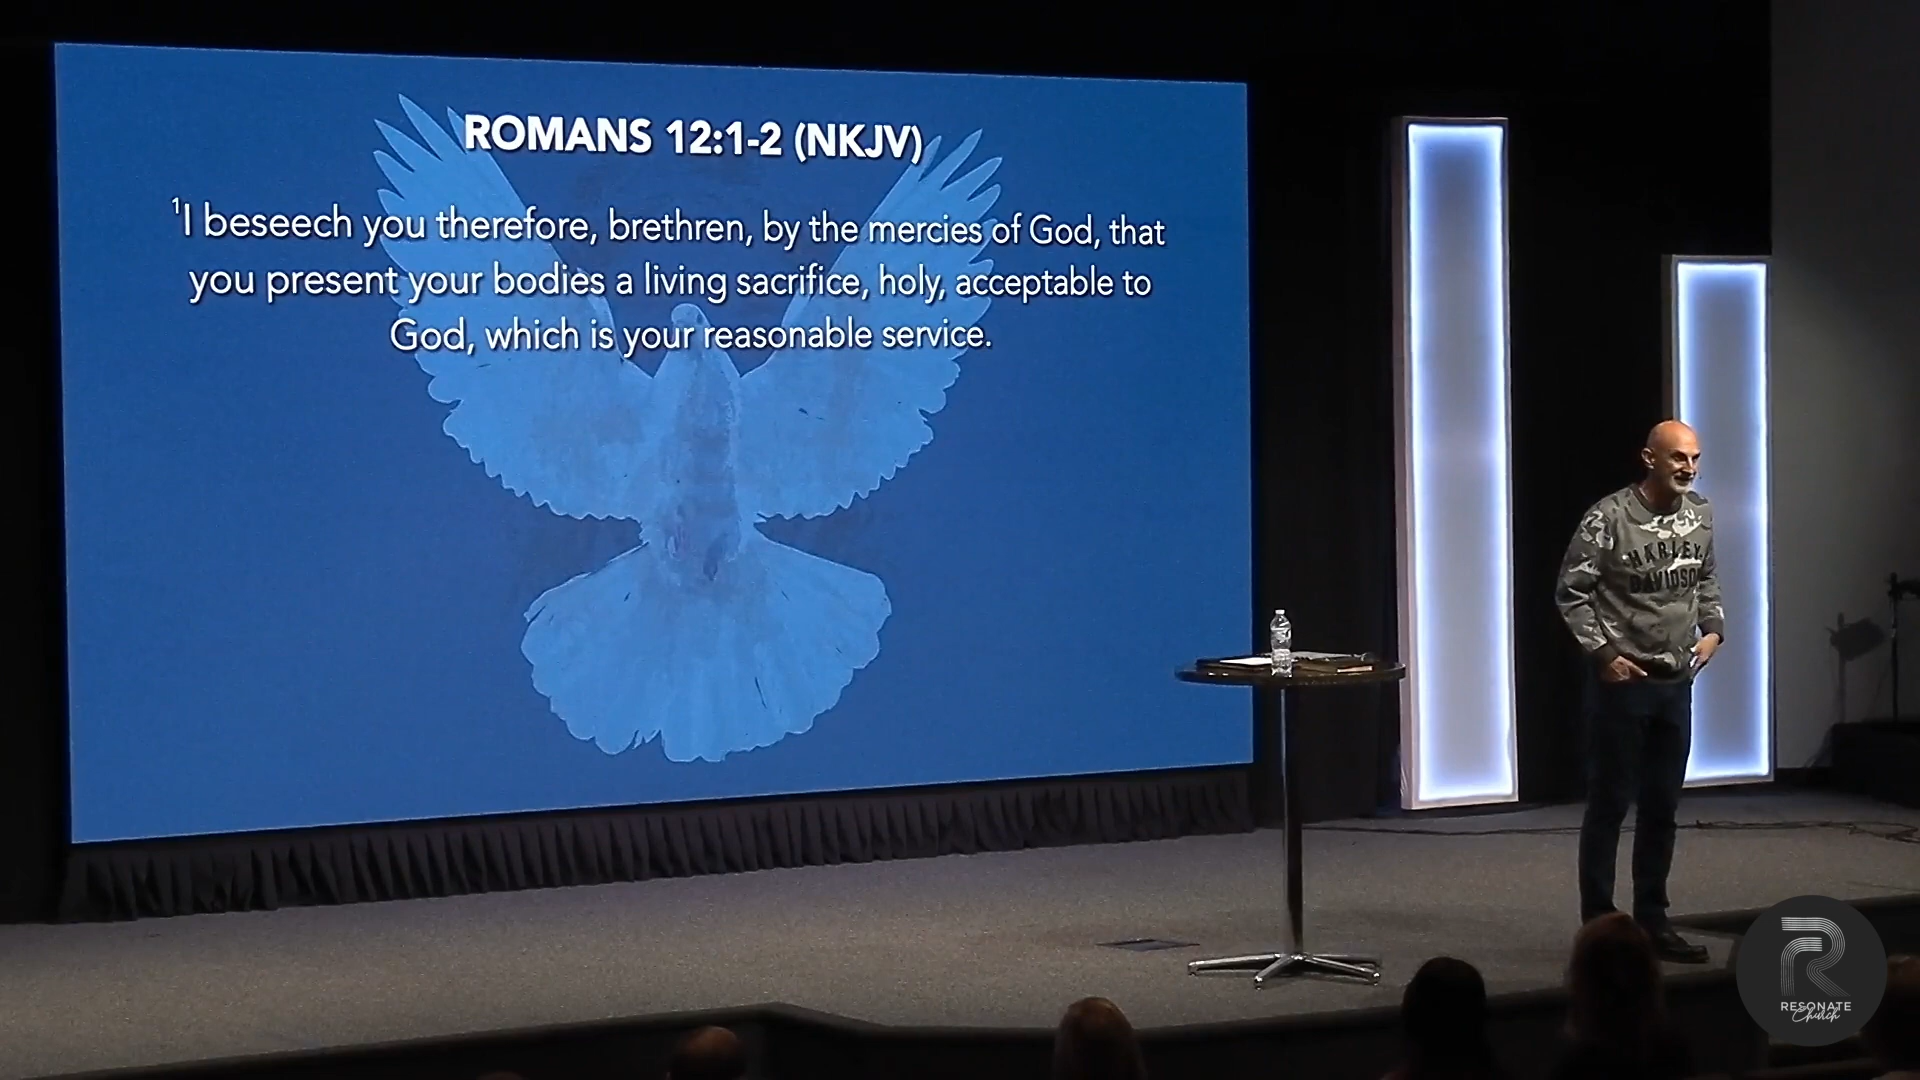 ROMANS 12:1-2 (NKJV)
¹I beseech you therefore, brethren, by the mercies of God, that
you present your bodies a living sacrifice, holy, acceptable to
God, which is your reasonable service.
HARLEY
DAVIDSON
RESONATE
Church